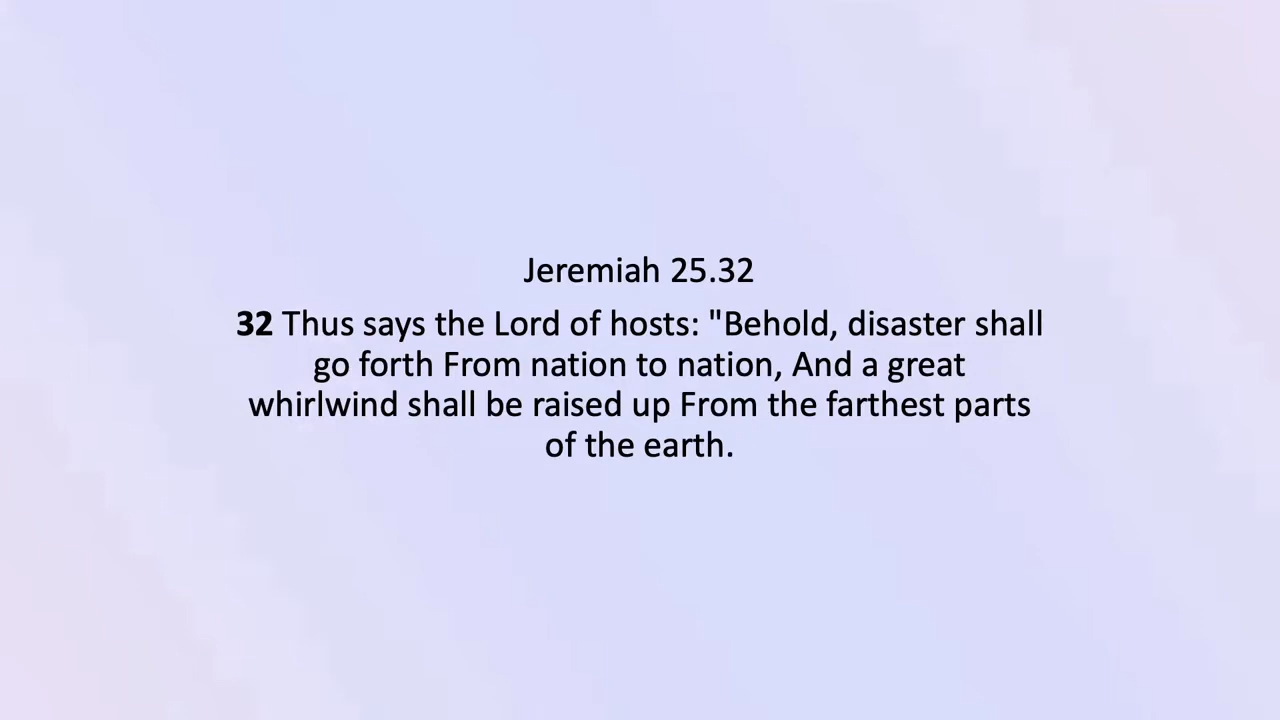 Jeremiah 25.32
32 Thus says the Lord of hosts: "Behold, disaster shall
go forth From nation to nation, And a great
whirlwind shall be raised up From the farthest parts
of the earth.